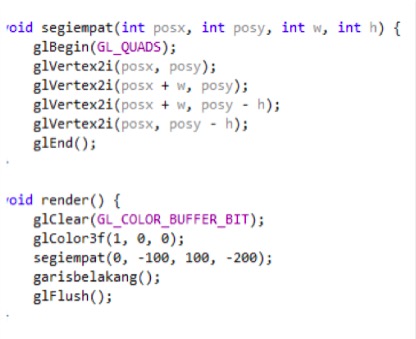 void segiempat(int posx, int posy, int w, int h) {
glBegin(GL_QUADS);
glVertex2i(posx, posy);
glVertex2i(posx + w, posy);
glVertex2i(posx + w, posy - h);
glVertex2i(posx, posy - h);
glEnd();
void render() {
glClear(GL_COLOR_BUFFER_BIT);
glColor3f(1, 0, 0);
segiempat(0, -100, 100, -200);
garisbelakang();
glFlush();